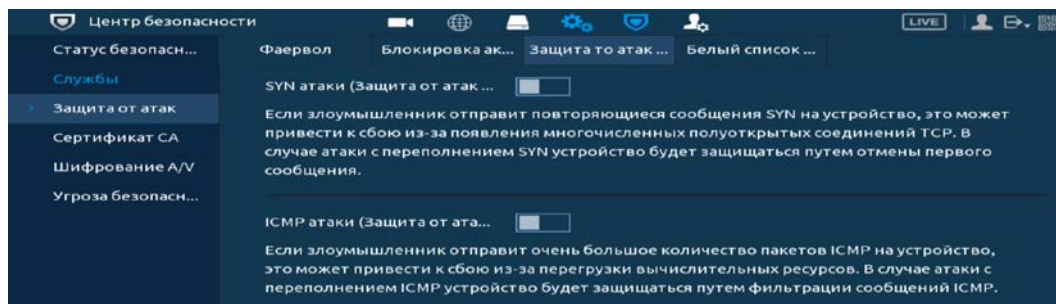 Центр безопасности
LIVE
Статус безопасн...
Фаервол
Блокировка ак...
Защита то атак ...
Белый список ...
Службы
SYN атаки (Защита от атак ...
Защита от атак
Если злоумышленник отправит повторяющиеся сообщения SYN на устройство, это может
привести к сбою из-за появления многочисленных полуоткрытых соединений TCP. В
случае атаки с переполнением SYN устройство будет защищаться путем отмены первого
сообщения.
Сертификат CA
Шифрование A/V
Угроза безопасн...
ICMP атаки (Защита от ата...
Если злоумышленник отправит очень большое количество пакетов ICMP на устройство,
это может привести к сбою из-за перегрузки вычислительных ресурсов. В случае атаки с
переполнением ICMP устройство будет защищаться путем фильтрации сообщений ICMP.